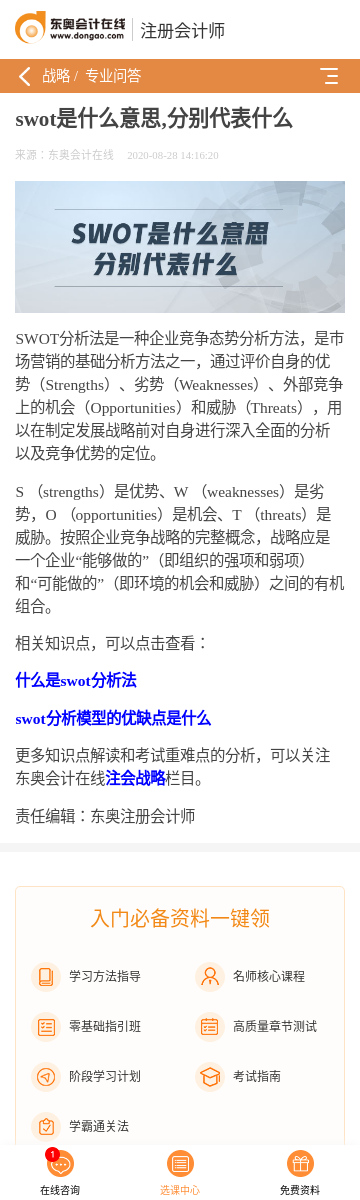 东奥会计在线
www.dongao.com
注册会计师
战略 / 专业问答
swot是什么意思,分别代表什么
来源：东奥会计在线 2020-08-28 14:16:20
SWOT是什么意思
分别代表什么
SWOT分析法是一种企业竞争态势分析方法，是市
场营销的基础分析方法之一，通过评价自身的优
势（Strengths）、劣势（Weaknesses）、外部竞争
上的机会（Opportunities）和威胁（Threats），用
以在制定发展战略前对自身进行深入全面的分析
以及竞争优势的定位。
S （strengths）是优势、W （weaknesses）是劣
势，O （opportunities）是机会、T （threats）是
威胁。按照企业竞争战略的完整概念，战略应是
一个企业“能够做的”（即组织的强项和弱项）
和“可能做的”（即环境的机会和威胁）之间的有机
组合。
相关知识点，可以点击查看：
什么是swot分析法
swot分析模型的优缺点是什么
更多知识点解读和考试重难点的分析，可以关注
东奥会计在线注会战略栏目。
责任编辑：东奥注册会计师
入门必备资料一键领
学习方法指导 名师核心课程
零基础指引班 高质量章节测试
阶段学习计划 考试指南
学霸通关法
1
在线咨询 选课中心 免费资料